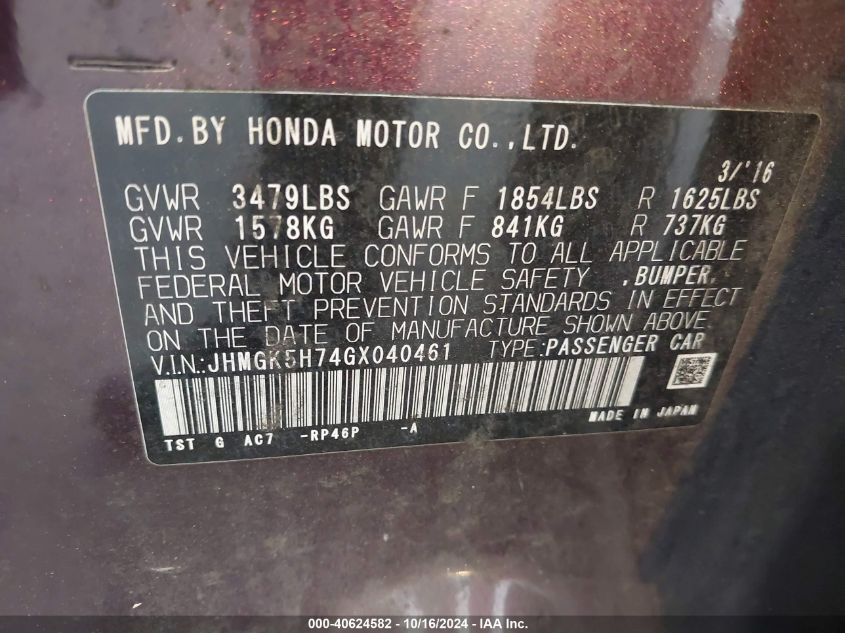 MFD.BY HONDA MOTOR CO.,LTD.
3/'16
GVWR 3479LBS GAWR F 1854LBS R 1625LBS
GVWR 1578KG GAWR F 841KG R 737KG
THIS VEHICLE CONFORMS TO ALL APPLICABLE
FEDERAL MOTOR VEHICLE SAFETY ,BUMPER,
AND THEFT PREVENTION STANDARDS IN EFFECT
ON THE DATE OF MANUFACTURE SHOWN ABOVE
V.I.N.:JHMGK5H74GX040461 TYPE:PASSENGER CAR
MADE IN JAPAN
TST G AC7 -RP46P -A
000-40624582 - 10/16/2024 - IAA Inc.